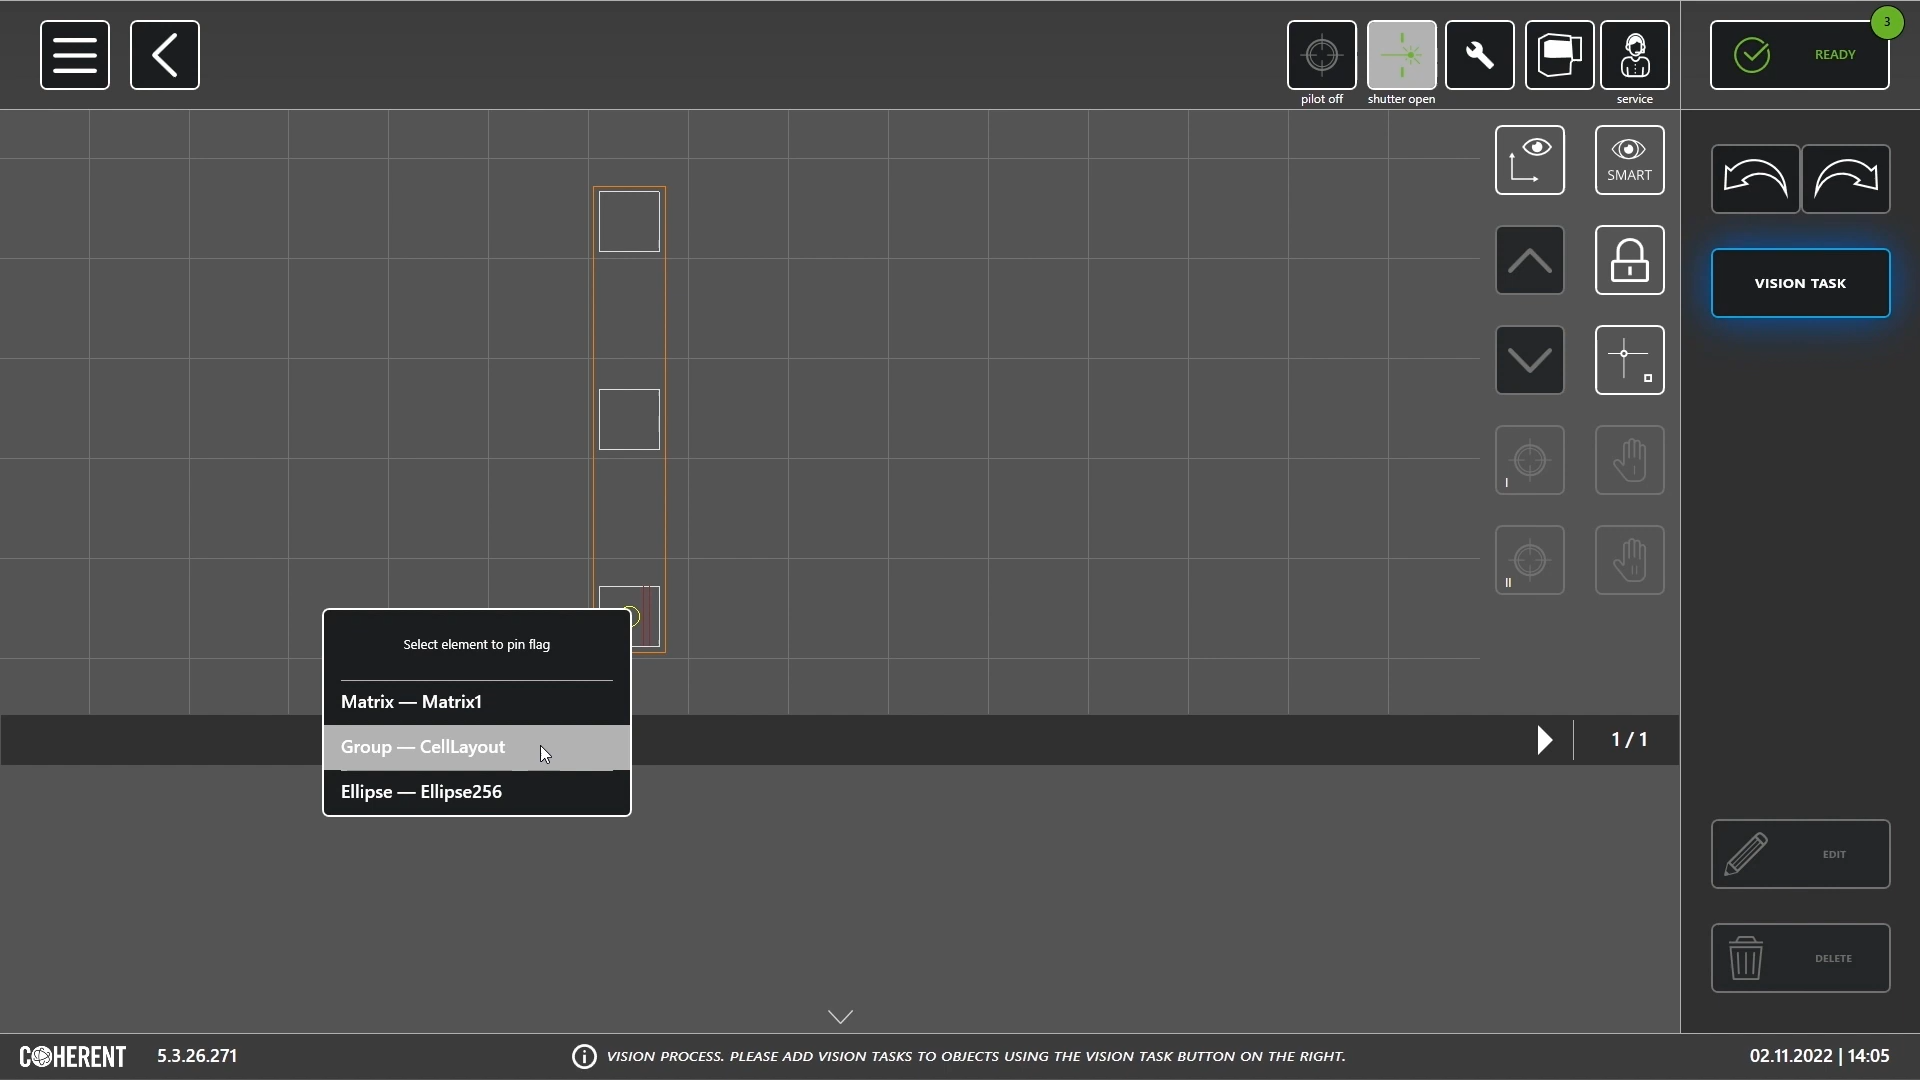 pilot off
shutter open
service
3
READY
SMART
VISION TASK
I
II
Select element to pin flag
Matrix — Matrix1
Group — CellLayout
Ellipse — Ellipse256
1 / 1
EDIT
DELETE
COHERENT
5.3.26.271
VISION PROCESS. PLEASE ADD VISION TASKS TO OBJECTS USING THE VISION TASK BUTTON ON THE RIGHT.
02.11.2022 | 14:05